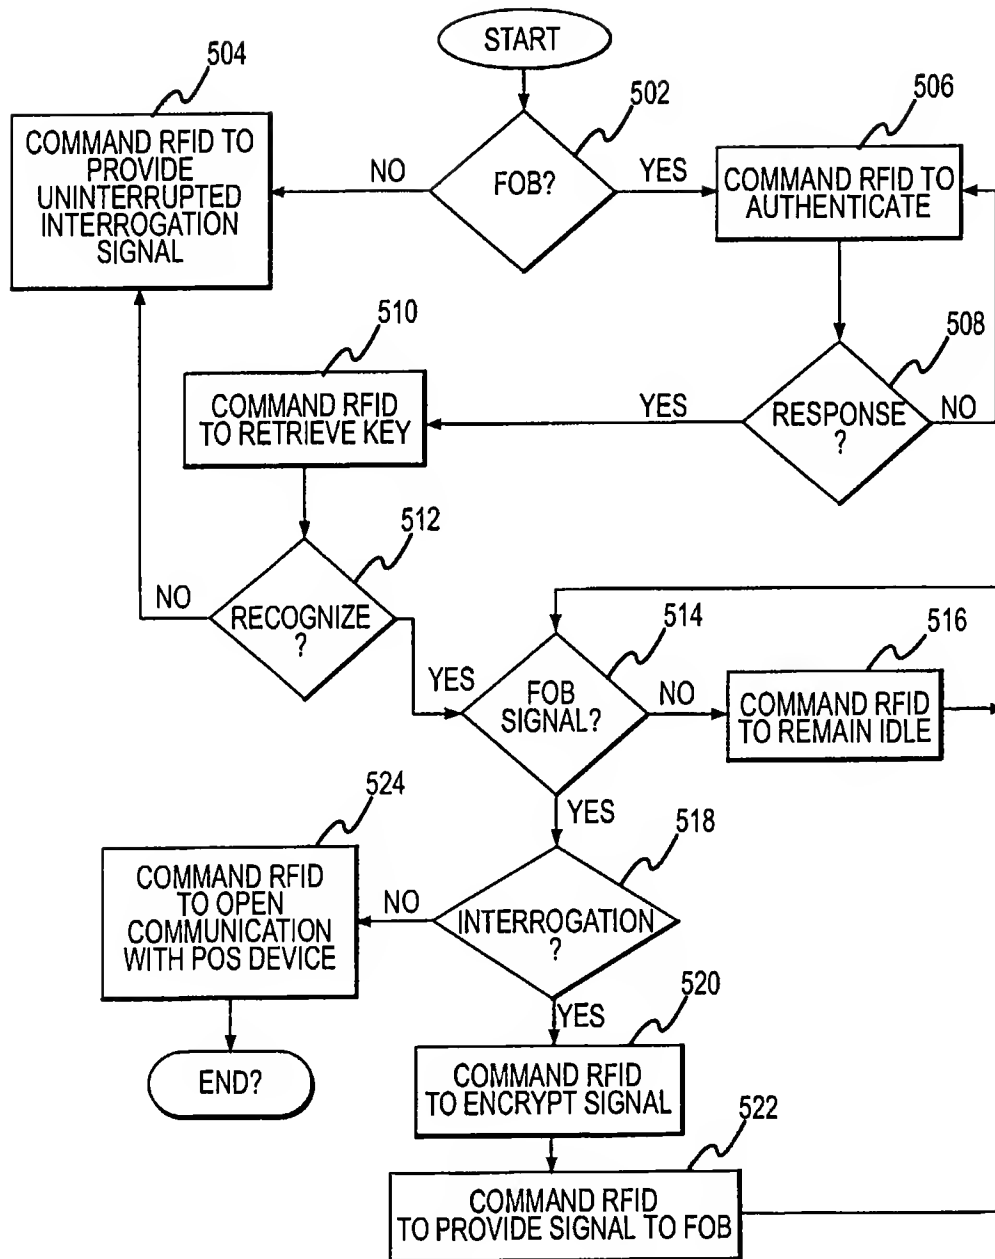 START
504
502
506
COMMAND RFID TO
PROVIDE
UNINTERRUPTED
INTERROGATION
SIGNAL
NO
FOB?
YES
COMMAND RFID TO
AUTHENTICATE
510
508
COMMAND RFID
TO RETRIEVE KEY
YES
RESPONSE
?
NO
512
NO
RECOGNIZE
?
YES
514
516
FOB
SIGNAL?
NO
COMMAND RFID
TO REMAIN IDLE
524
YES
518
COMMAND RFID
TO OPEN
COMMUNICATION
WITH POS DEVICE
NO
INTERROGATION
?
YES
520
END?
COMMAND RFID
TO ENCRYPT SIGNAL
522
COMMAND RFID
TO PROVIDE SIGNAL TO FOB